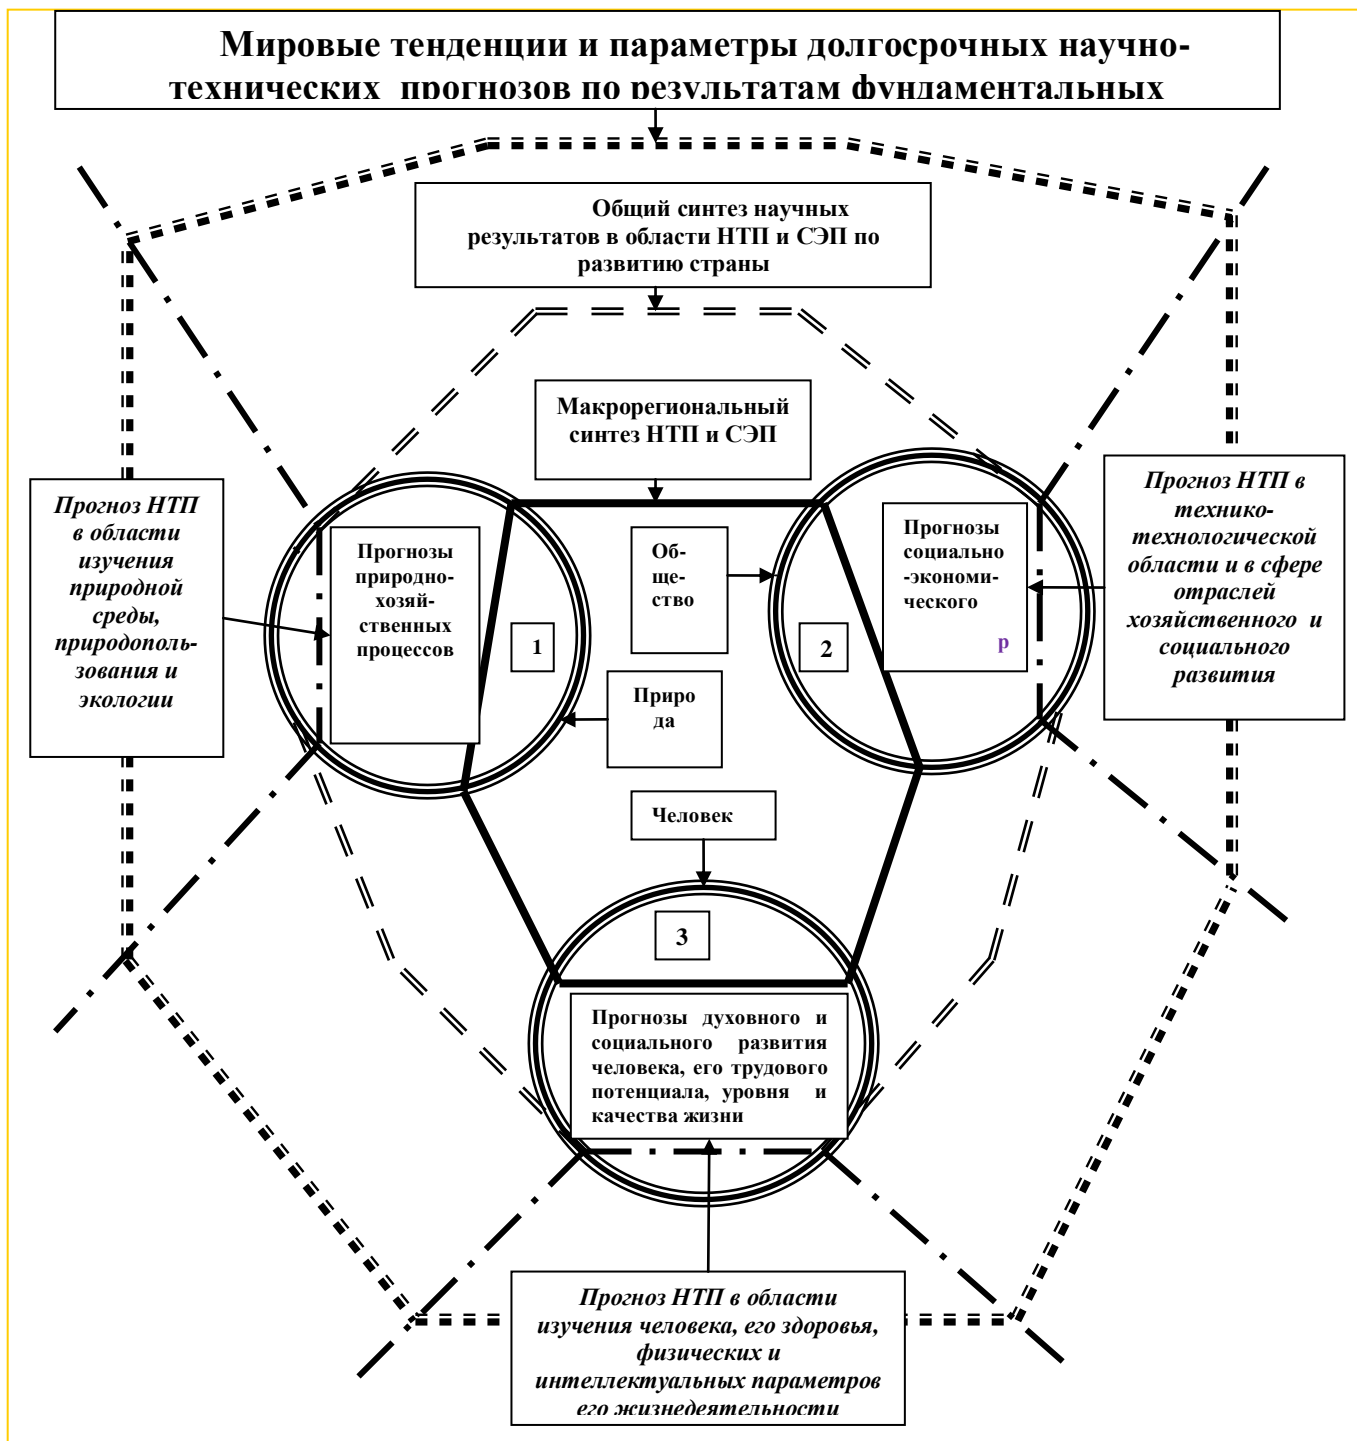 Мировые тенденции и параметры долгосрочных научно-
технических прогнозов по результатам фундаментальных
Общий синтез научных
результатов в области НТП и СЭП по
развитию страны
Макрорегиональный
синтез НТП и СЭП
Прогноз НТП
в области
изучения
природной
среды,
природополь-
зования и
экологии
Прогнозы
природно-
хозяй-
ственных
процессов
1
Об-
ще-
ство
Приро
да
2
Прогнозы
социально
-экономи-
ческого
р
Прогноз НТП в
технико-
технологической
области и в сфере
отраслей
хозяйственного и
социального
развития
Человек
3
Прогнозы духовного и
социального развития
человека, его трудового
потенциала, уровня и
качества жизни
Прогноз НТП в области
изучения человека, его здоровья,
физических и
интеллектуальных параметров
его жизнедеятельности